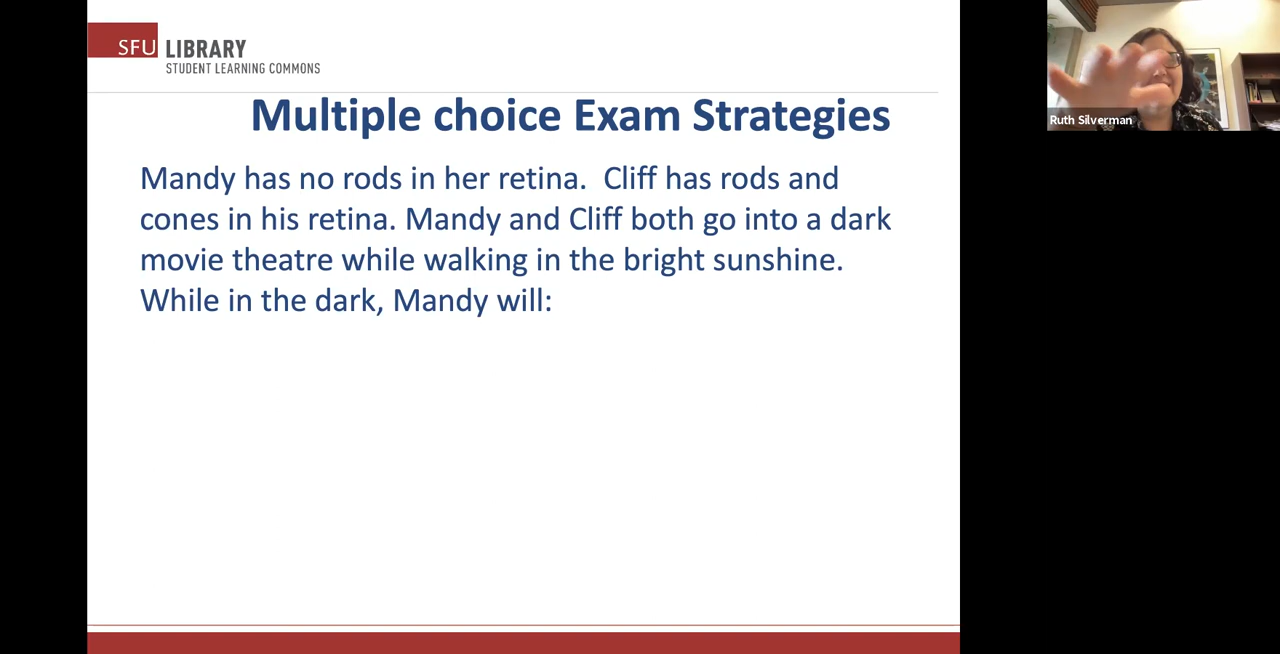 SFU LIBRARY
STUDENT LEARNING COMMONS
Multiple choice Exam Strategies
Mandy has no rods in her retina.  Cliff has rods and
cones in his retina. Mandy and Cliff both go into a dark
movie theatre while walking in the bright sunshine.
While in the dark, Mandy will:
Ruth Silverman